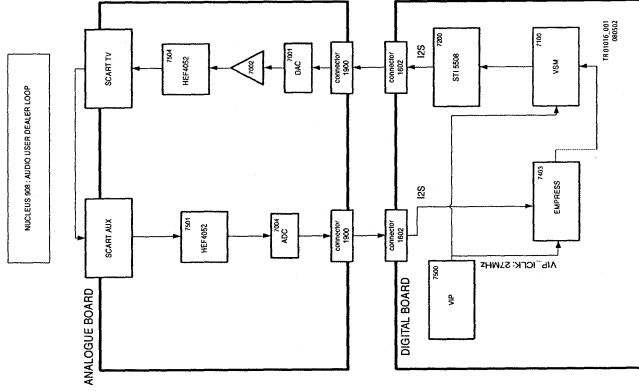 NUCLEUS 908 : AUDIO USER DEALER LOOP
ANALOGUE BOARD
SCART AUX
SCART TV
7501
HEF4052
7504
HEF4052
7004
ADC
7002
7001
DAC
connector
1900
connector
1900
DIGITAL BOARD
connector
1602
connector
1602
I2S
I2S
7500
VIP
VIP_ICLK: 27MHz
7403
EMPRESS
7200
STI 5508
7100
VSM
TR 01016_001
080502